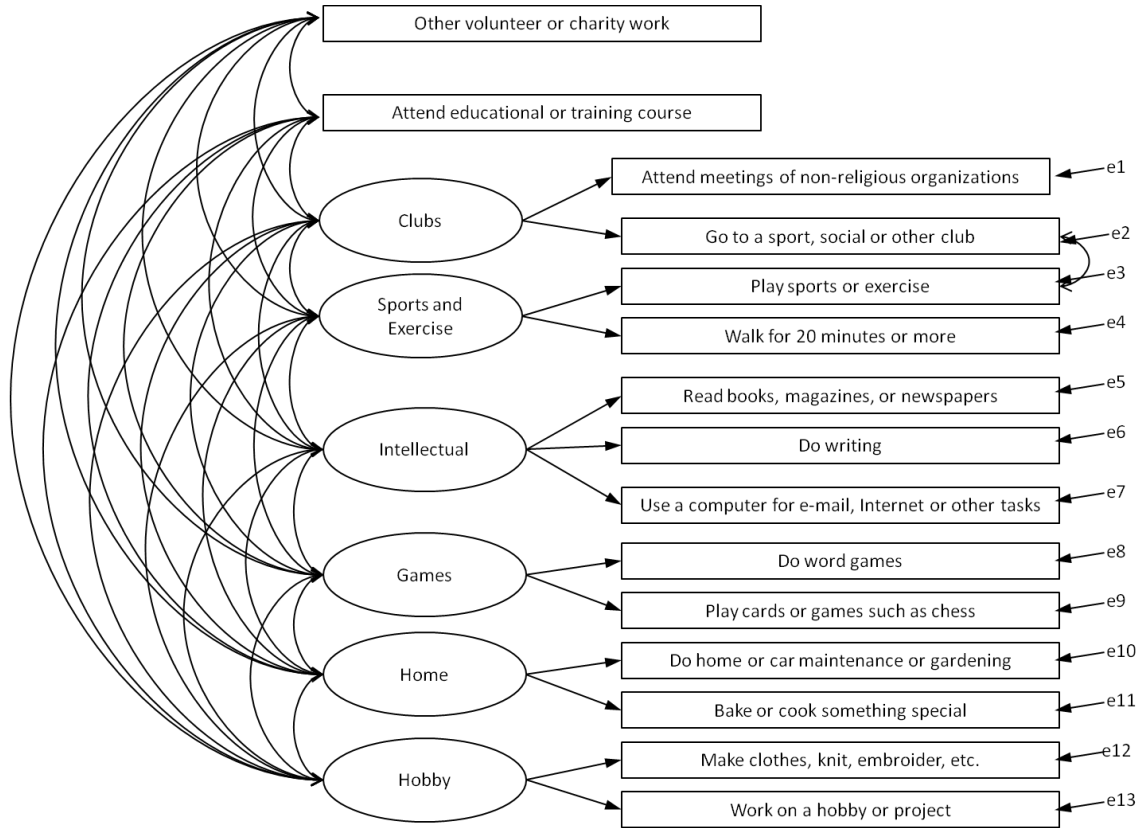 Other volunteer or charity work
Attend educational or training course
Clubs
Attend meetings of non-religious organizations
e1
Go to a sport, social or other club
e2
Sports and
Exercise
Play sports or exercise
e3
Walk for 20 minutes or more
e4
Intellectual
Read books, magazines, or newspapers
e5
Do writing
e6
Use a computer for e-mail, Internet or other tasks
e7
Games
Do word games
e8
Play cards or games such as chess
e9
Home
Do home or car maintenance or gardening
e10
Bake or cook something special
e11
Hobby
Make clothes, knit, embroider, etc.
e12
Work on a hobby or project
e13